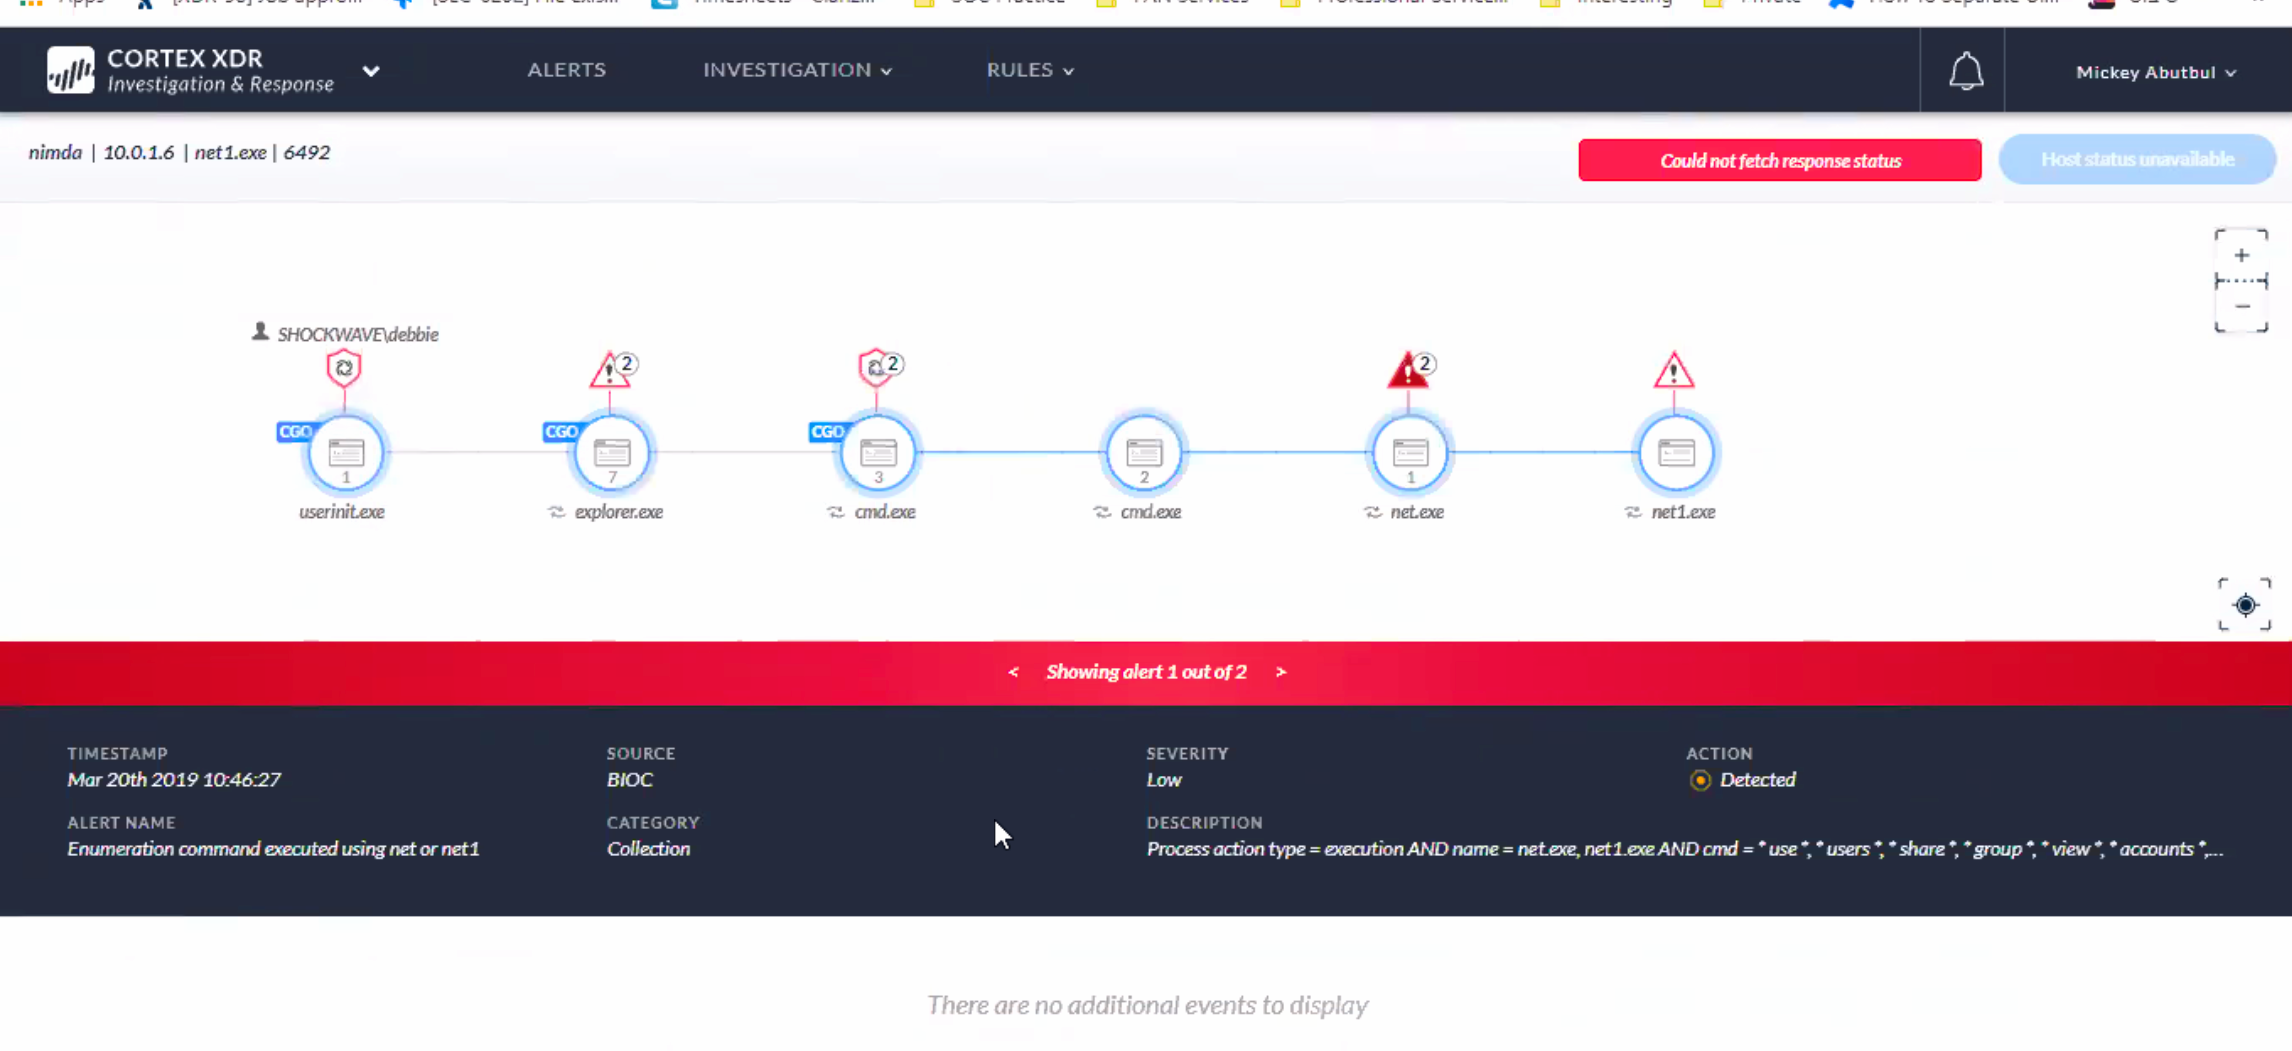 Apps
CORTEX XDR
Investigation & Response
ALERTS
INVESTIGATION
RULES
Mickey Abutbul
nimda | 10.0.1.6 | net1.exe | 6492
Could not fetch response status
Host status unavailable
+
−
SHOCKWAVE\debbie
2
2
2
CGO
CGO
CGO
1
7
3
2
1
userinit.exe
explorer.exe
cmd.exe
cmd.exe
net.exe
net1.exe
< Showing alert 1 out of 2 >
TIMESTAMP
SOURCE
SEVERITY
ACTION
Mar 20th 2019 10:46:27
BIOC
Low
Detected
ALERT NAME
CATEGORY
DESCRIPTION
Enumeration command executed using net or net1
Collection
Process action type = execution AND name = net.exe, net1.exe AND cmd = * use *, * users *, * share *, * group *, * view *, * accounts *,...
There are no additional events to display